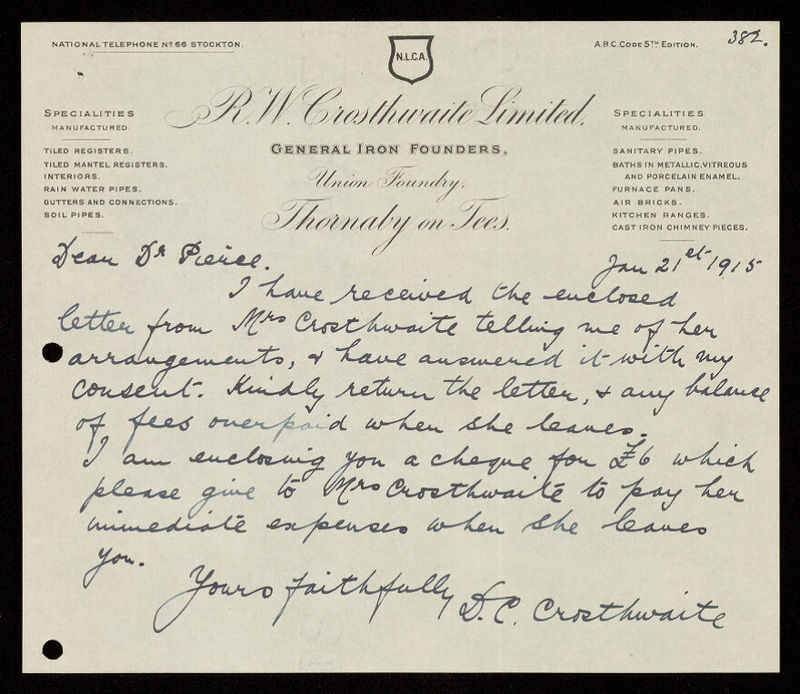 NATIONAL TELEPHONE Nº 66 STOCKTON.
N.L.C.A.
A.B.C. CODE 5TH EDITION.
382.
SPECIALITIES
MANUFACTURED.
TILED REGISTERS.
TILED MANTEL REGISTERS.
INTERIORS.
RAIN WATER PIPES.
GUTTERS AND CONNECTIONS.
SOIL PIPES.
R. W. Crosthwaite Limited.
GENERAL IRON FOUNDERS,
Union Foundry,
Thornaby on Tees.
SPECIALITIES
MANUFACTURED.
SANITARY PIPES.
BATHS IN METALLIC, VITREOUS
AND PORCELAIN ENAMEL.
FURNACE PANS.
AIR BRICKS.
KITCHEN RANGES.
CAST IRON CHIMNEY PIECES.
Jan 21st 1915
Dear Dr Pierce.
I have received the enclosed
letter from Mrs Crosthwaite telling me of her
arrangements, & have answered it with my
consent. Kindly return the letter, & any balance
of fees overpaid when she leaves.
I am enclosing you a cheque for £6 which
please give to Mrs Crosthwaite to pay her
immediate expenses when she leaves
you.
Yours faithfully
D. C. Crosthwaite